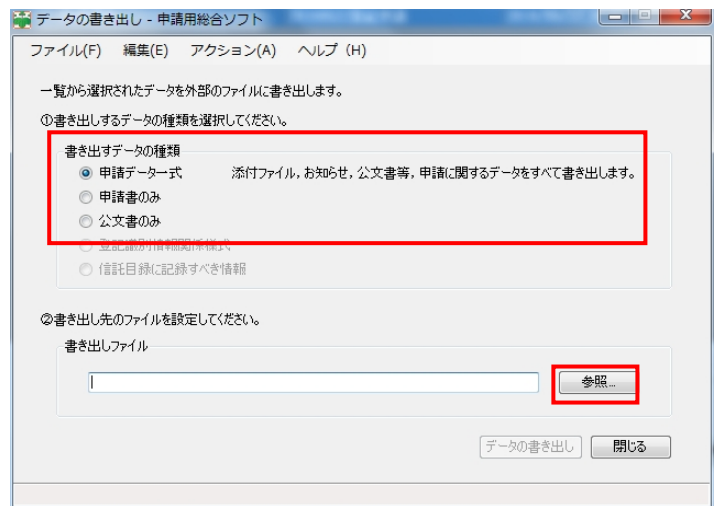 データの書き出し - 申請用総合ソフト
ファイル(F) 編集(E) アクション(A) ヘルプ (H)
一覧から選択されたデータを外部のファイルに書き出します。
①書き出しするデータの種類を選択してください。
書き出すデータの種類
申請データ一式 添付ファイル,お知らせ,公文書等,申請に関するデータをすべて書き出します。
申請書のみ
公文書のみ
登記識別情報関係様式
信託目録に記録すべき情報
②書き出し先のファイルを設定してください。
書き出しファイル
参照...
データの書き出し 閉じる